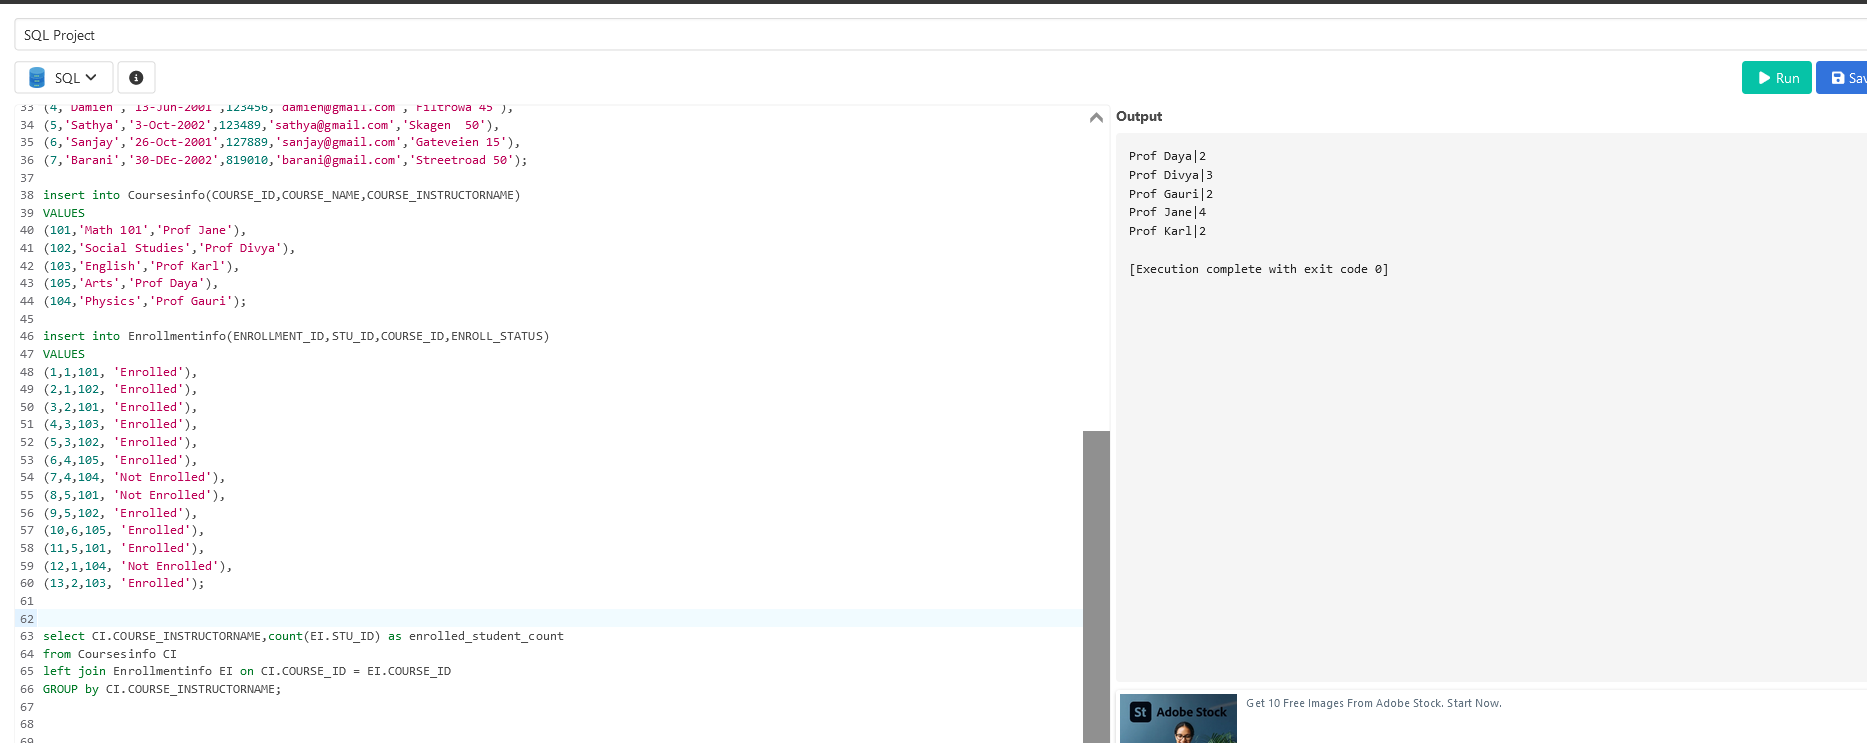 SQL Project
SQL
Run
Sav
33 (4,'Damien','13-Jun-2001',123456,'damien@gmail.com','Filtrowa 45'),
34 (5,'Sathya','3-Oct-2002',123489,'sathya@gmail.com','Skagen  50'),
35 (6,'Sanjay','26-Oct-2001',127889,'sanjay@gmail.com','Gateveien 15'),
36 (7,'Barani','30-DEc-2002',819010,'barani@gmail.com','Streetroad 50');
37
38 insert into Coursesinfo(COURSE_ID,COURSE_NAME,COURSE_INSTRUCTORNAME)
39 VALUES
40 (101,'Math 101','Prof Jane'),
41 (102,'Social Studies','Prof Divya'),
42 (103,'English','Prof Karl'),
43 (105,'Arts','Prof Daya'),
44 (104,'Physics','Prof Gauri');
45
46 insert into Enrollmentinfo(ENROLLMENT_ID,STU_ID,COURSE_ID,ENROLL_STATUS)
47 VALUES
48 (1,1,101, 'Enrolled'),
49 (2,1,102, 'Enrolled'),
50 (3,2,101, 'Enrolled'),
51 (4,3,103, 'Enrolled'),
52 (5,3,102, 'Enrolled'),
53 (6,4,105, 'Enrolled'),
54 (7,4,104, 'Not Enrolled'),
55 (8,5,101, 'Not Enrolled'),
56 (9,5,102, 'Enrolled'),
57 (10,6,105, 'Enrolled'),
58 (11,5,101, 'Enrolled'),
59 (12,1,104, 'Not Enrolled'),
60 (13,2,103, 'Enrolled');
61
62
63 select CI.COURSE_INSTRUCTORNAME,count(EI.STU_ID) as enrolled_student_count
64 from Coursesinfo CI
65 left join Enrollmentinfo EI on CI.COURSE_ID = EI.COURSE_ID
66 GROUP by CI.COURSE_INSTRUCTORNAME;
67
68
69
Output
Prof Daya|2
Prof Divya|3
Prof Gauri|2
Prof Jane|4
Prof Karl|2
[Execution complete with exit code 0]
St Adobe Stock
Get 10 Free Images From Adobe Stock. Start Now.